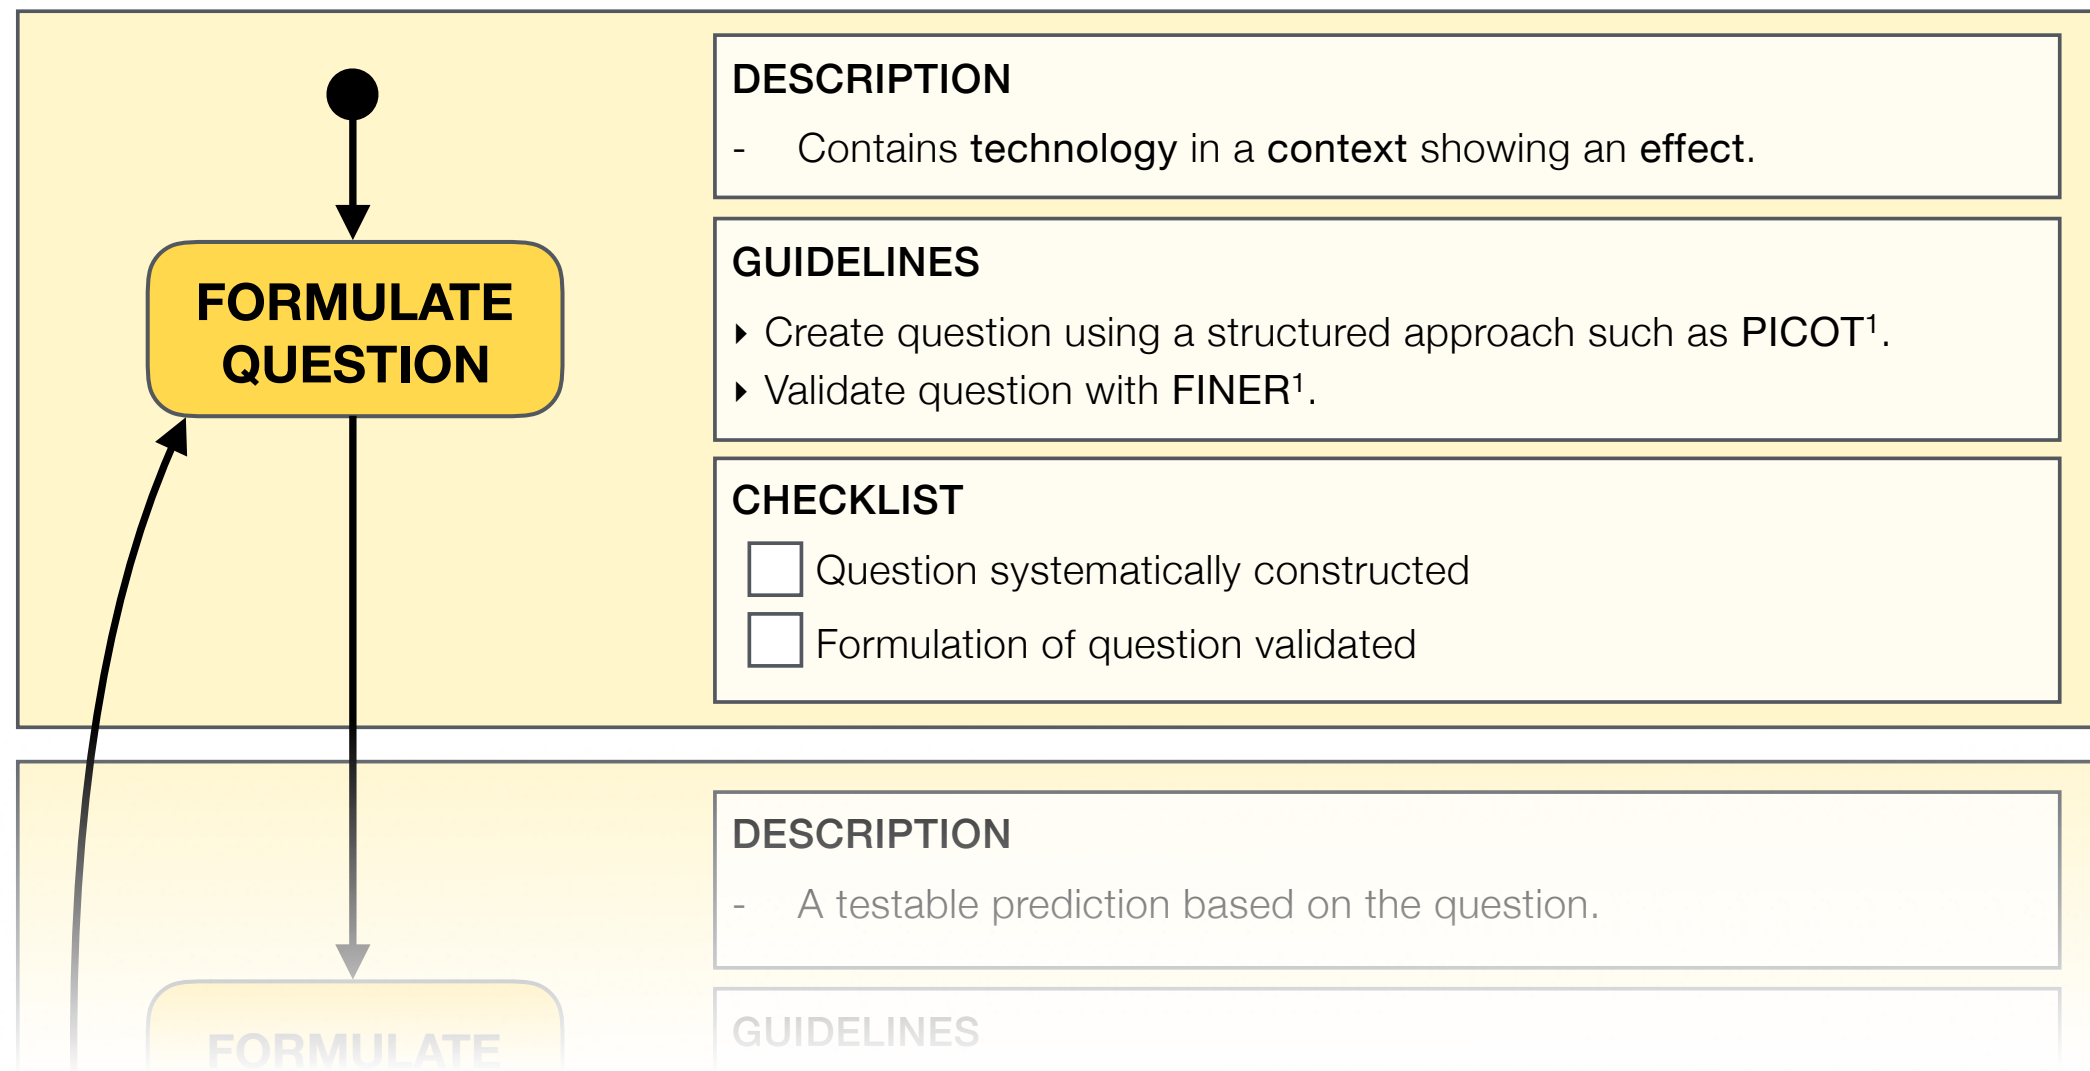 FORMULATE
QUESTION
DESCRIPTION
- Contains technology in a context showing an effect.
GUIDELINES
‣ Create question using a structured approach such as PICOT¹.
‣ Validate question with FINER¹.
CHECKLIST
Question systematically constructed
Formulation of question validated
FORMULATE
DESCRIPTION
- A testable prediction based on the question.
GUIDELINES